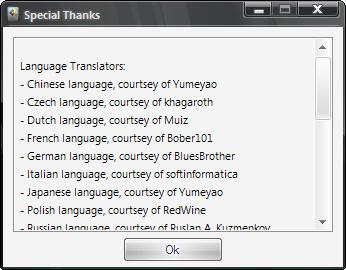 Special Thanks
Language Translators:
- Chinese language, courtsey of Yumeyao
- Czech language, courtsey of khagaroth
- Dutch language, courtsey of Muiz
- French language, courtsey of Bober101
- German language, courtsey of BluesBrother
- Italian language, courtsey of softinformatica
- Japanese language, courtsey of Yumeyao
- Polish language, courtsey of RedWine
- Russian language, courtsey of Ruslan A. Kuzmenkov
Ok